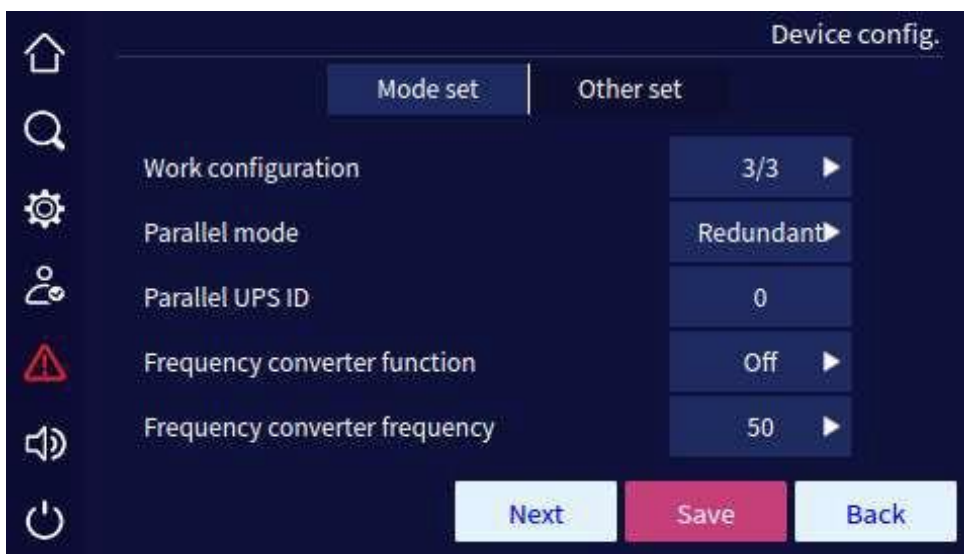 Device config.
Mode set Other set
Work configuration 3/3
Parallel mode Redundant
Parallel UPS ID 0
Frequency converter function Off
Frequency converter frequency 50
Next Save Back